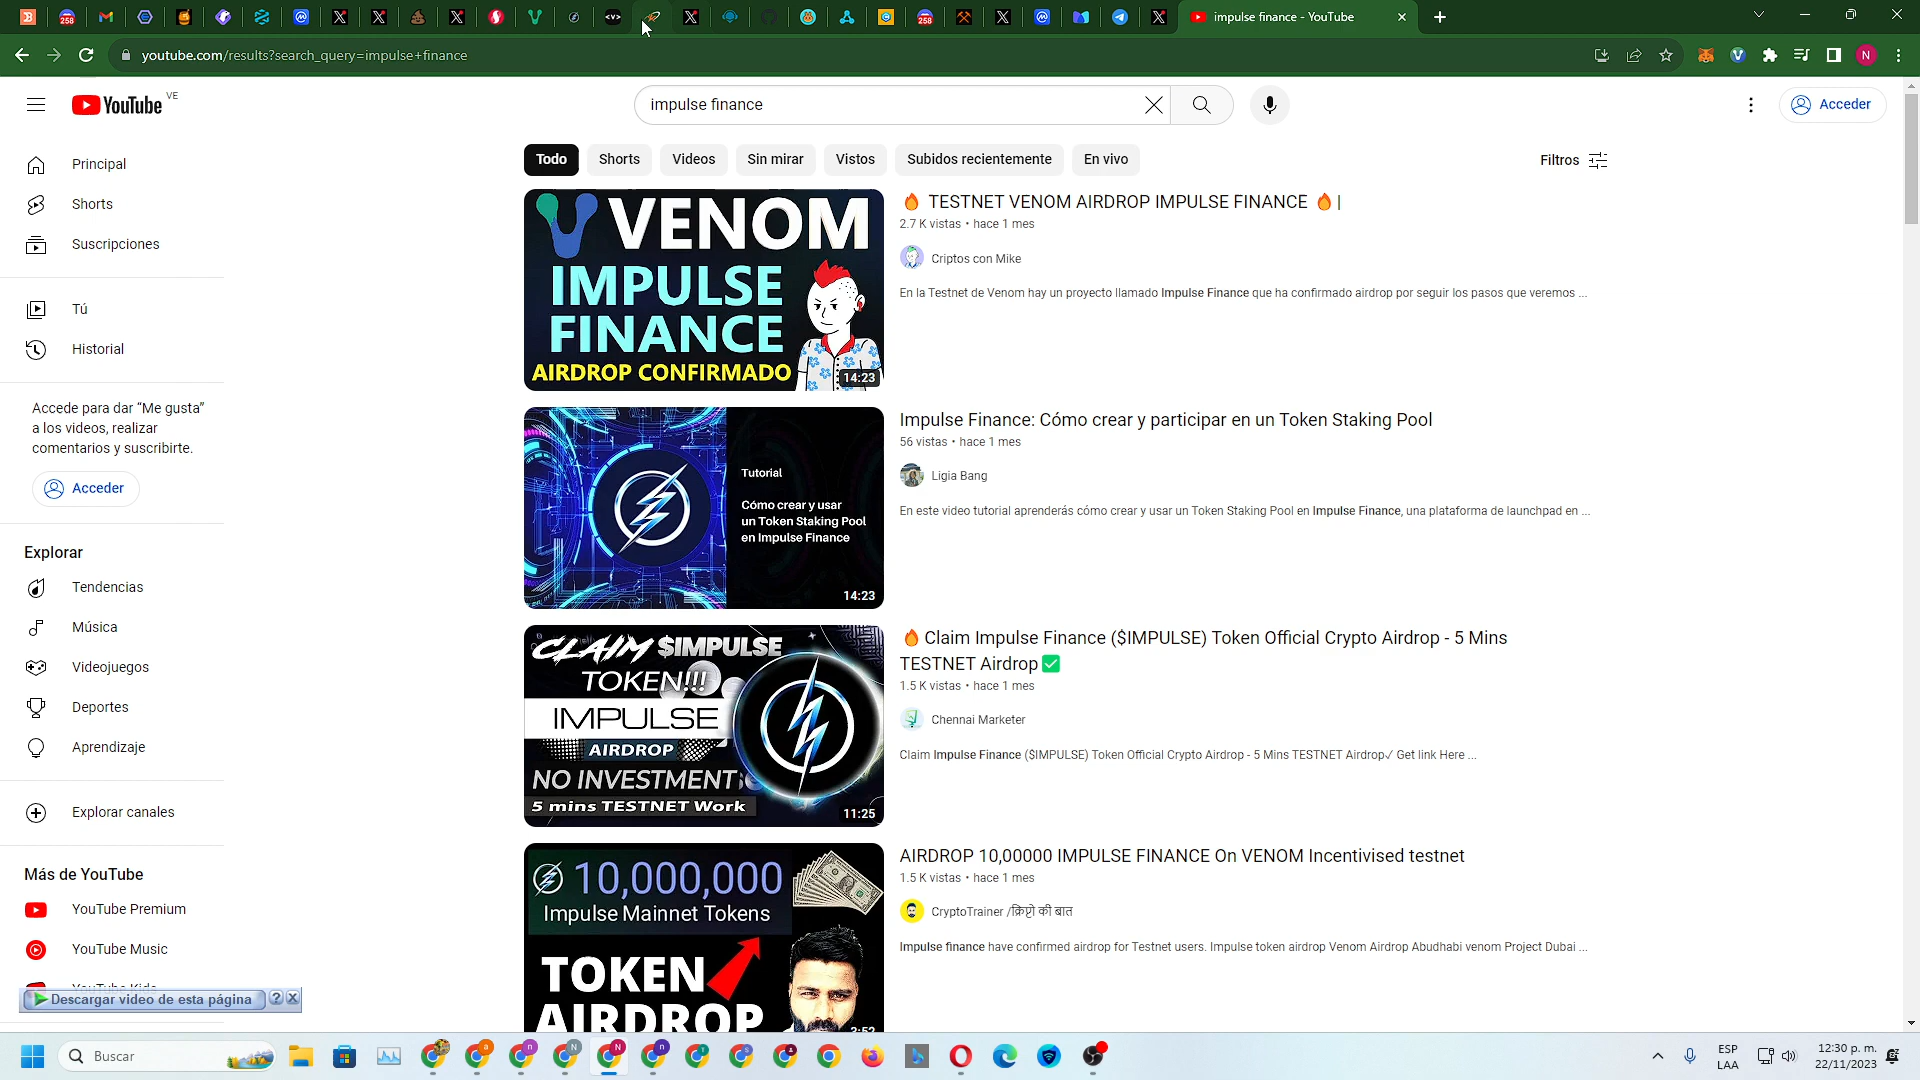 impulse finance - YouTube
youtube.com/results?search_query=impulse+finance
YouTube VE
impulse finance
Acceder
Principal
Shorts
Suscripciones
Tú
Historial
Accede para dar “Me gusta”
a los videos, realizar
comentarios y suscribirte.
Acceder
Explorar
Tendencias
Música
Videojuegos
Deportes
Aprendizaje
Explorar canales
Más de YouTube
YouTube Premium
YouTube Music
Descargar video de esta página
Todo
Shorts
Videos
Sin mirar
Vistos
Subidos recientemente
En vivo
Filtros
VENOM
IMPULSE
FINANCE
AIRDROP CONFIRMADO
14:23
🔥 TESTNET VENOM AIRDROP IMPULSE FINANCE 🔥 |
2.7 K vistas • hace 1 mes
Criptos con Mike
En la Testnet de Venom hay un proyecto llamado Impulse Finance que ha confirmado airdrop por seguir los pasos que veremos ...
Tutorial
Cómo crear y usar
un Token Staking Pool
en Impulse Finance
14:23
Impulse Finance: Cómo crear y participar en un Token Staking Pool
56 vistas • hace 1 mes
Ligia Bang
En este video tutorial aprenderás cómo crear y usar un Token Staking Pool en Impulse Finance, una plataforma de launchpad en ...
CLAIM $IMPULSE
TOKEN!!!
IMPULSE
AIRDROP
NO INVESTMENT
5 mins TESTNET Work
11:25
🔥 Claim Impulse Finance ($IMPULSE) Token Official Crypto Airdrop - 5 Mins
TESTNET Airdrop ✅
1.5 K vistas • hace 1 mes
Chennai Marketer
Claim Impulse Finance ($IMPULSE) Token Official Crypto Airdrop - 5 Mins TESTNET Airdrop✓ Get link Here ...
10,000,000
Impulse Mainnet Tokens
TOKEN
AIRDROP
3:52
AIRDROP 10,00000 IMPULSE FINANCE On VENOM Incentivised testnet
1.5 K vistas • hace 1 mes
CryptoTrainer /क्रिप्टो की बात
Impulse finance have confirmed airdrop for Testnet users. Impulse token airdrop Venom Airdrop Abudhabi venom Project Dubai ...
Buscar
ESP
LAA
12:30 p. m.
22/11/2023